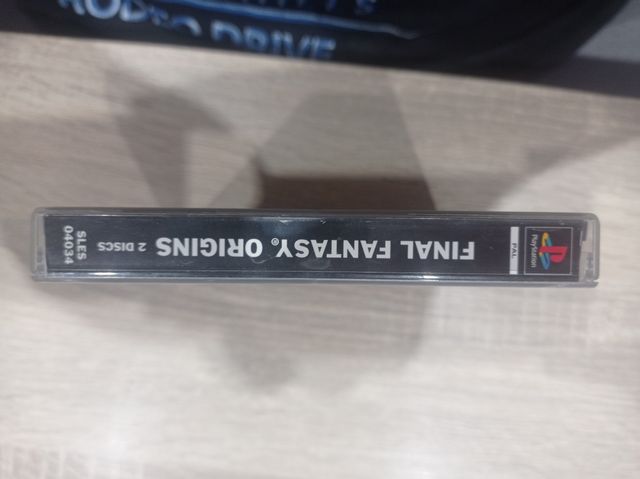 RODEO DRIVE
PlayStation
PAL
FINAL FANTASY® ORIGINS 2 DISCS
SLES
04034